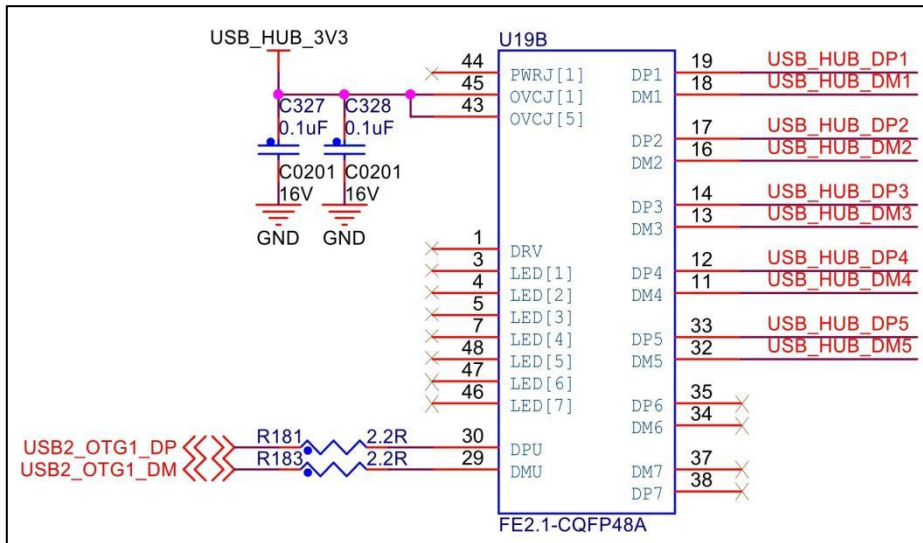 USB_HUB_3V3
U19B
44 PWRJ[1] DP1 19 USB_HUB_DP1
45 OVCJ[1] DM1 18 USB_HUB_DM1
43 OVCJ[5]
C327 C328
0.1uF 0.1uF
DP2 17 USB_HUB_DP2
DM2 16 USB_HUB_DM2
C0201 C0201
16V 16V
DP3 14 USB_HUB_DP3
DM3 13 USB_HUB_DM3
GND GND
1 DRV
3 LED[1] DP4 12 USB_HUB_DP4
4 LED[2] DM4 11 USB_HUB_DM4
5 LED[3]
7 LED[4] DP5 33 USB_HUB_DP5
48 LED[5] DM5 32 USB_HUB_DM5
47 LED[6]
46 LED[7] DP6 35
DM6 34
USB2_OTG1_DP R181 2.2R 30 DPU
USB2_OTG1_DM R183 2.2R 29 DMU
DM7 37
DP7 38
FE2.1-CQFP48A